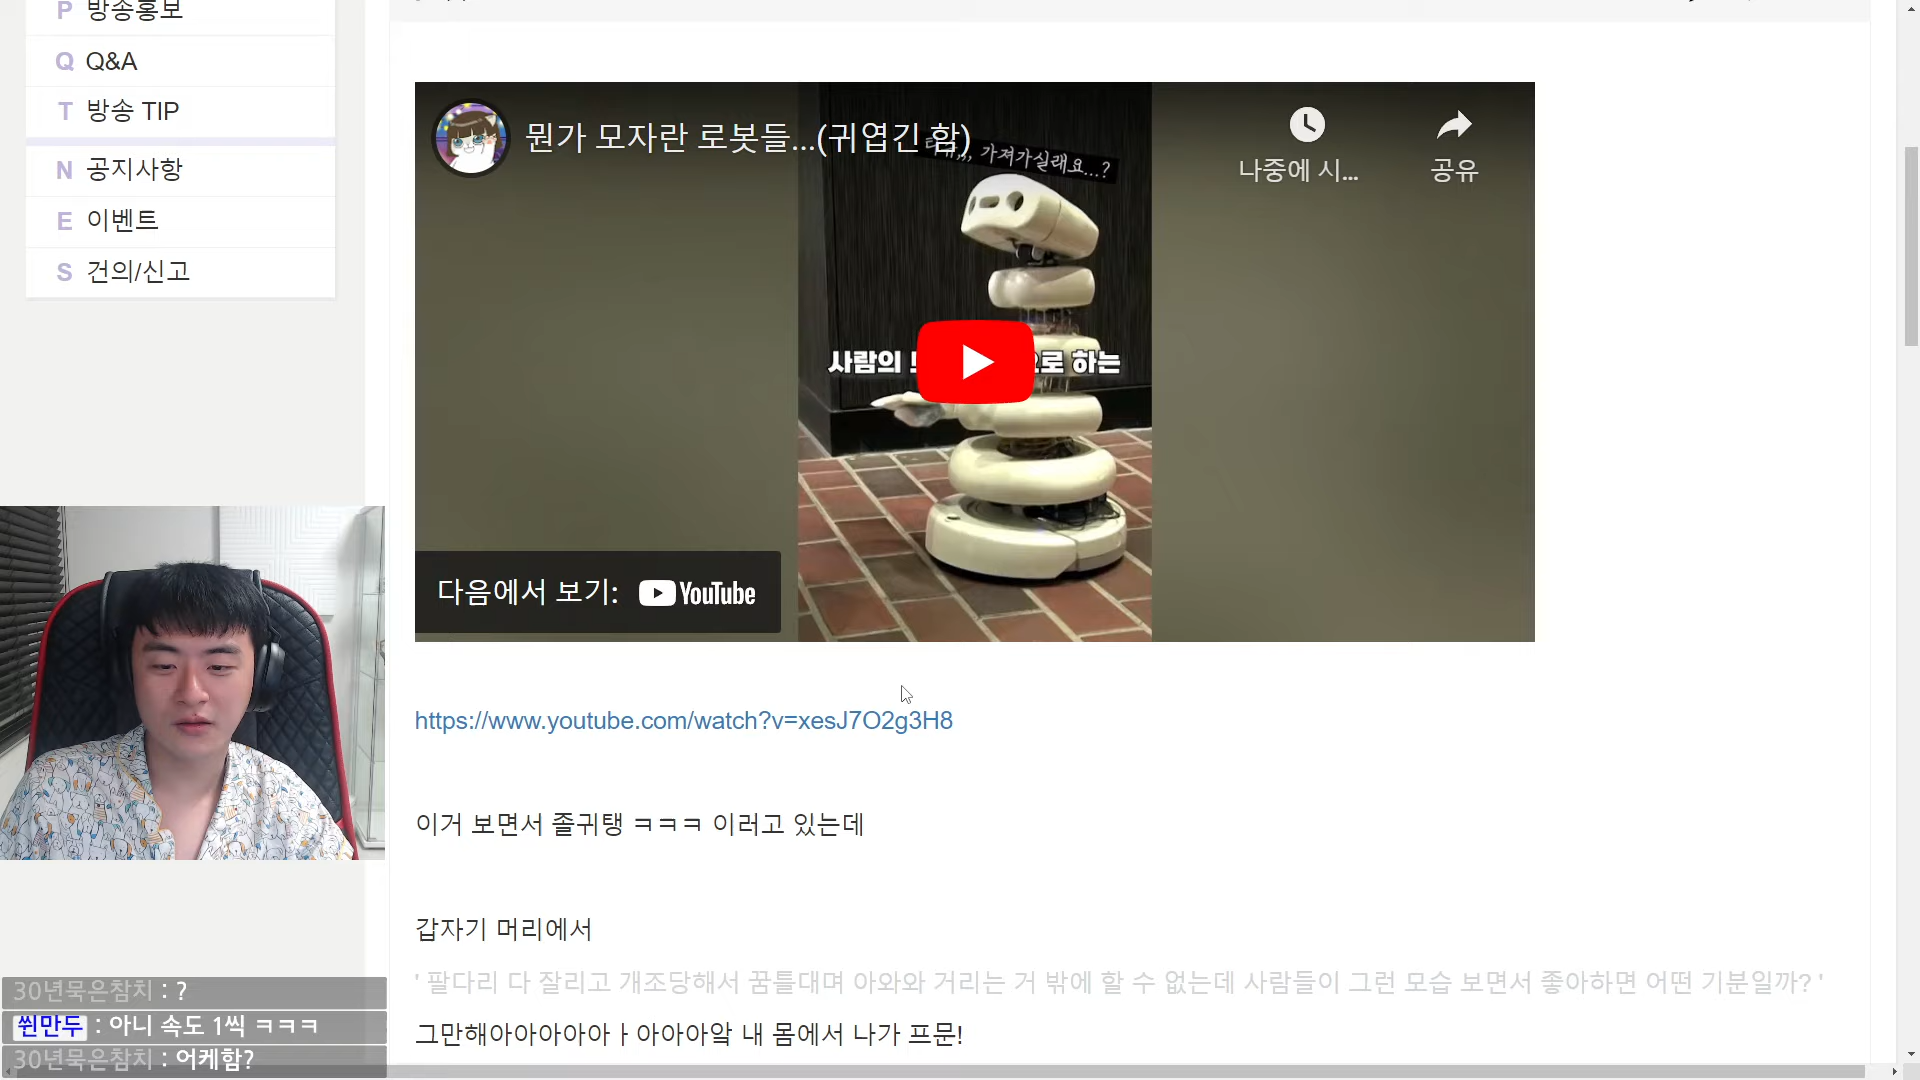 P 방송홍보
Q Q&A
T 방송 TIP
N 공지사항
E 이벤트
S 건의/신고
뭔가 모자란 로봇들...(귀엽긴 함)
가져가실래요...?
나중에 시...
공유
사람의
로 하는
다음에서 보기: YouTube
https://www.youtube.com/watch?v=xesJ7O2g3H8
이거 보면서 졸귀탱 ㅋㅋㅋ 이러고 있는데
갑자기 머리에서
' 팔다리 다 잘리고 개조당해서 꿈틀대며 아와와 거리는 거 밖에 할 수 없는데 사람들이 그런 모습 보면서 좋아하면 어떤 기분일까? '
그만해아아아아아ㅏ아아아앜 내 몸에서 나가 프문!
30년묵은참치 : ?
쒼만두 : 아니 속도 1씩 ㅋㅋㅋ
30년묵은참치 : 어케함?